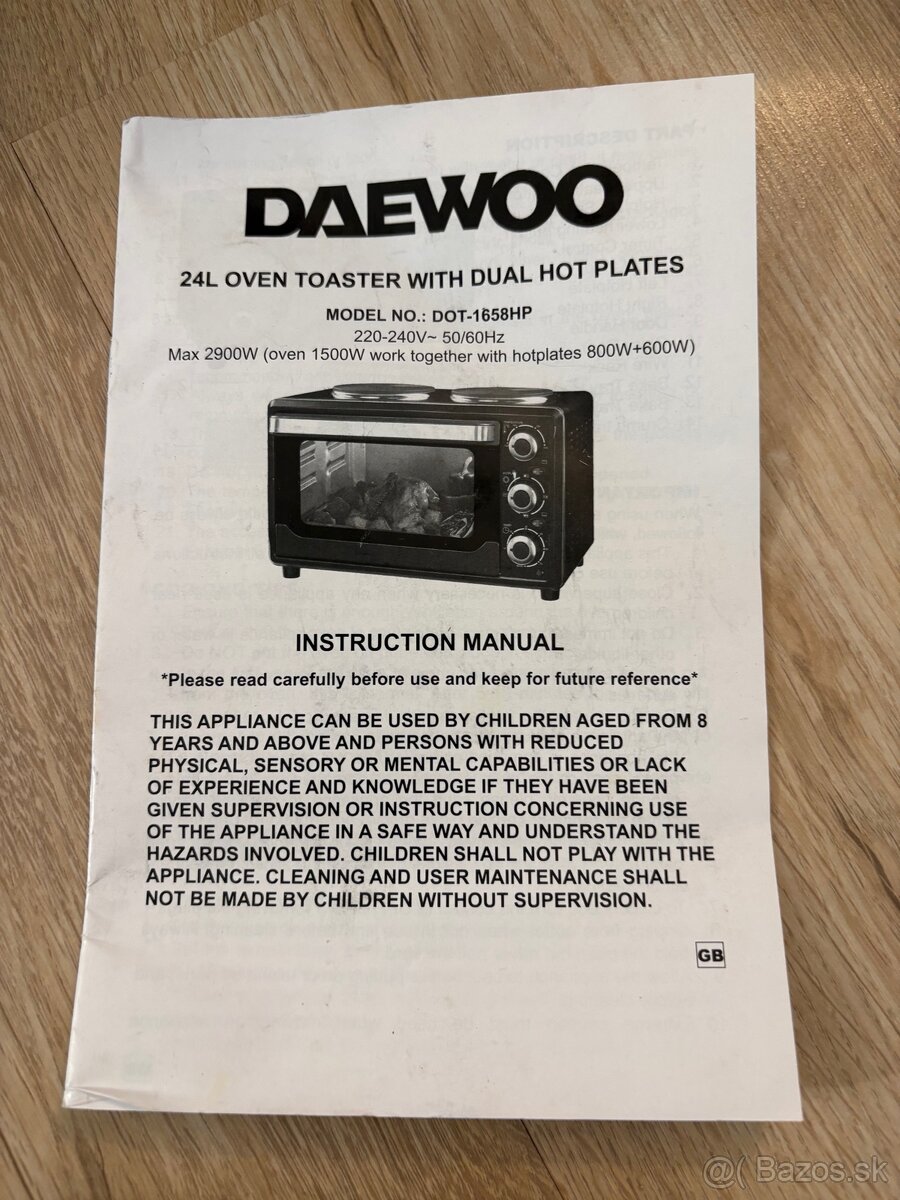 DAEWOO
24L OVEN TOASTER WITH DUAL HOT PLATES
MODEL NO.: DOT-1658HP
220-240V~ 50/60Hz
Max 2900W (oven 1500W work together with hotplates 800W+600W)
INSTRUCTION MANUAL
*Please read carefully before use and keep for future reference*
THIS APPLIANCE CAN BE USED BY CHILDREN AGED FROM 8
YEARS AND ABOVE AND PERSONS WITH REDUCED
PHYSICAL, SENSORY OR MENTAL CAPABILITIES OR LACK
OF EXPERIENCE AND KNOWLEDGE IF THEY HAVE BEEN
GIVEN SUPERVISION OR INSTRUCTION CONCERNING USE
OF THE APPLIANCE IN A SAFE WAY AND UNDERSTAND THE
HAZARDS INVOLVED. CHILDREN SHALL NOT PLAY WITH THE
APPLIANCE. CLEANING AND USER MAINTENANCE SHALL
NOT BE MADE BY CHILDREN WITHOUT SUPERVISION.
GB
@( Bazos.sk